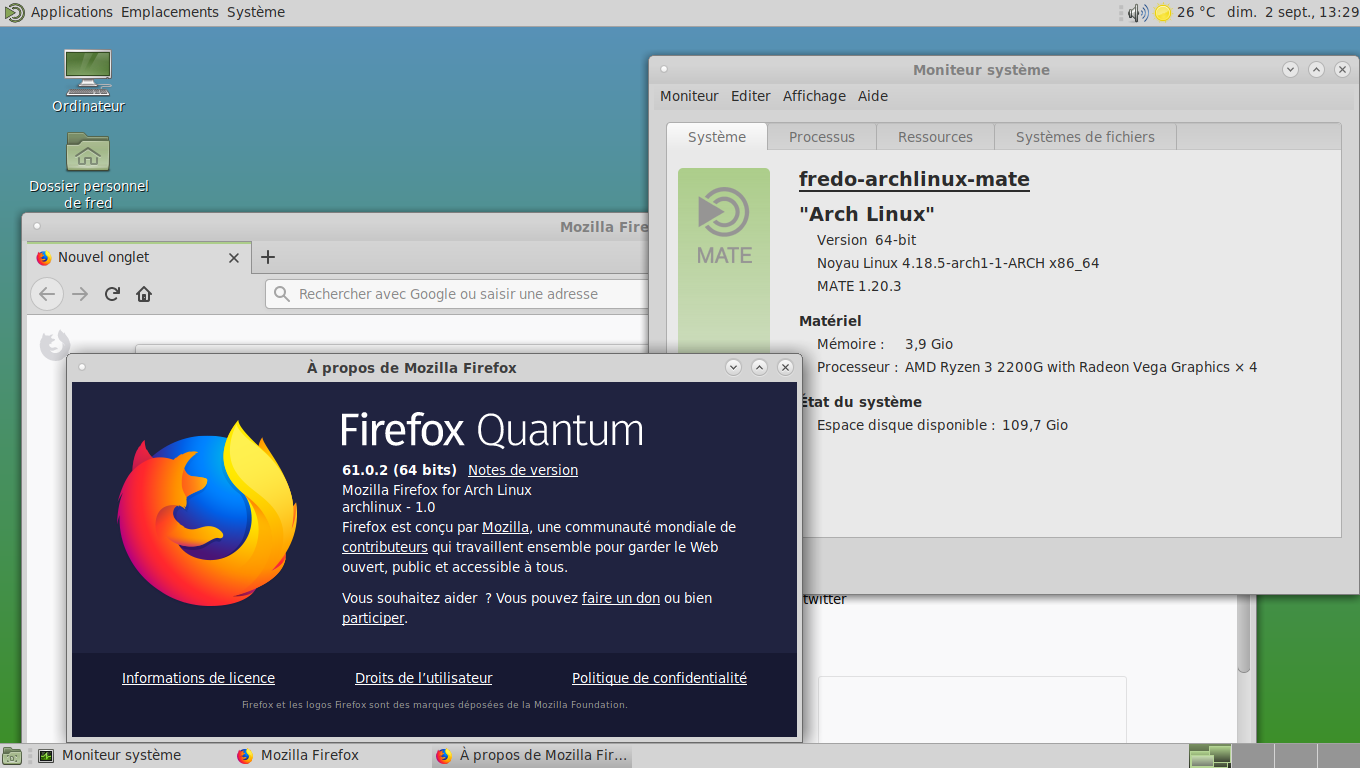 Applications Emplacements Système
26 °C dim. 2 sept., 13:29
Ordinateur
Dossier personnel
de fred
Moniteur système
Moniteur Editer Affichage Aide
Système Processus Ressources Systèmes de fichiers
MATE
fredo-archlinux-mate
"Arch Linux"
Version 64-bit
Noyau Linux 4.18.5-arch1-1-ARCH x86_64
MATE 1.20.3
Matériel
Mémoire : 3,9 Gio
Processeur : AMD Ryzen 3 2200G with Radeon Vega Graphics × 4
État du système
Espace disque disponible : 109,7 Gio
Mozilla Fire
Nouvel onglet
Rechercher avec Google ou saisir une adresse
À propos de Mozilla Firefox
Firefox Quantum
61.0.2 (64 bits) Notes de version
Mozilla Firefox for Arch Linux
archlinux - 1.0
Firefox est conçu par Mozilla, une communauté mondiale de
contributeurs qui travaillent ensemble pour garder le Web
ouvert, public et accessible à tous.
Vous souhaitez aider ? Vous pouvez faire un don ou bien
participer.
Informations de licence Droits de l’utilisateur Politique de confidentialité
Firefox et les logos Firefox sont des marques déposées de la Mozilla Foundation.
twitter
Moniteur système Mozilla Firefox À propos de Mozilla Fir...